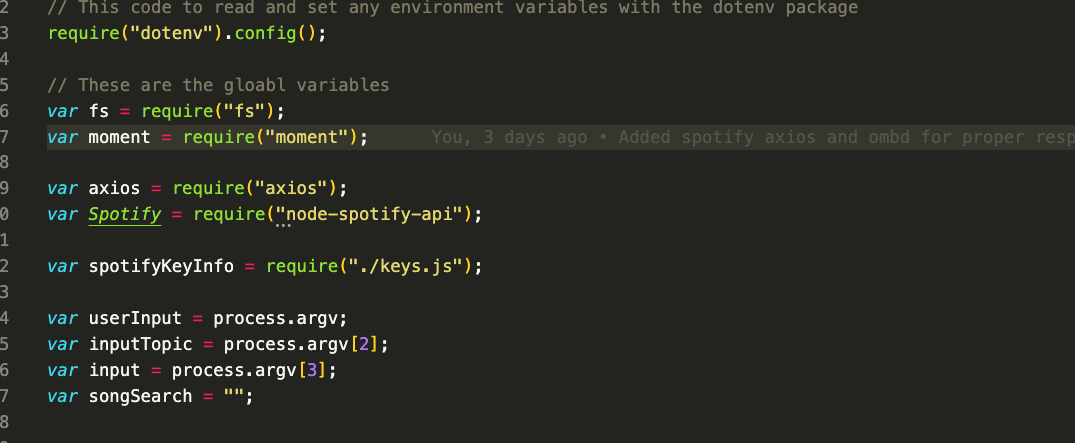 2 // This code to read and set any environment variables with the dotenv package
3 require("dotenv").config();
4
5 // These are the gloabl variables
6 var fs = require("fs");
7 var moment = require("moment"); You, 3 days ago • Added spotify axios and ombd for proper resp
8
9 var axios = require("axios");
0 var Spotify = require("node-spotify-api");
1
2 var spotifyKeyInfo = require("./keys.js");
3
4 var userInput = process.argv;
5 var inputTopic = process.argv[2];
6 var input = process.argv[3];
7 var songSearch = "";
8